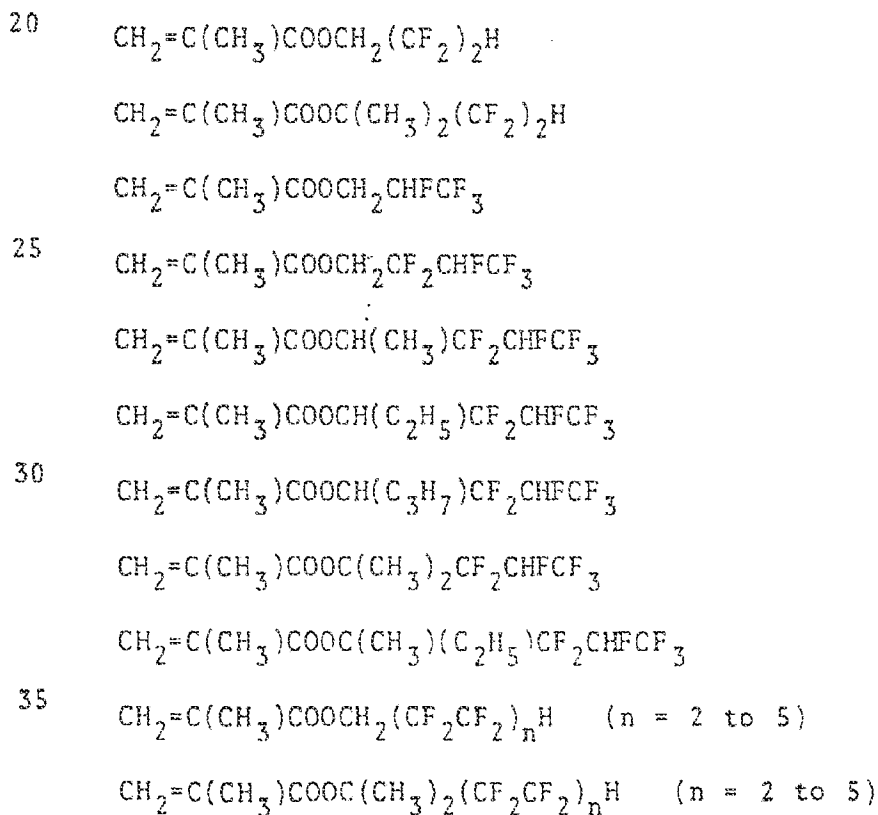 20 CH₂=C(CH₃)COOCH₂(CF₂)₂H
CH₂=C(CH₃)COOC(CH₃)₂(CF₂)₂H
CH₂=C(CH₃)COOCH₂CHFCF₃
25 CH₂=C(CH₃)COOCH₂CF₂CHFCF₃
CH₂=C(CH₃)COOCH(CH₃)CF₂CHFCF₃
CH₂=C(CH₃)COOCH(C₂H₅)CF₂CHFCF₃
30 CH₂=C(CH₃)COOCH(C₃H₇)CF₂CHFCF₃
CH₂=C(CH₃)COOC(CH₃)₂CF₂CHFCF₃
CH₂=C(CH₃)COOC(CH₃)(C₂H₅)CF₂CHFCF₃
35 CH₂=C(CH₃)COOCH₂(CF₂CF₂)ₙH (n = 2 to 5)
CH₂=C(CH₃)COOC(CH₃)₂(CF₂CF₂)ₙH (n = 2 to 5)